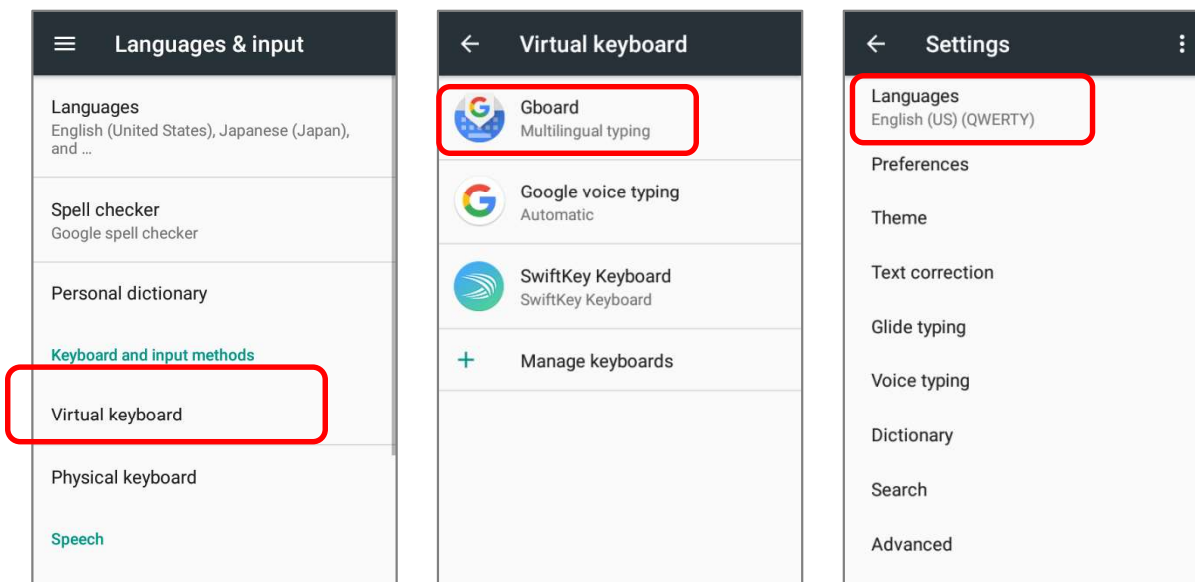 Languages & input
Languages
English (United States), Japanese (Japan),
and ...
Spell checker
Google spell checker
Personal dictionary
Keyboard and input methods
Virtual keyboard
Physical keyboard
Speech
Virtual keyboard
Gboard
Multilingual typing
Google voice typing
Automatic
SwiftKey Keyboard
SwiftKey Keyboard
Manage keyboards
Settings
Languages
English (US) (QWERTY)
Preferences
Theme
Text correction
Glide typing
Voice typing
Dictionary
Search
Advanced